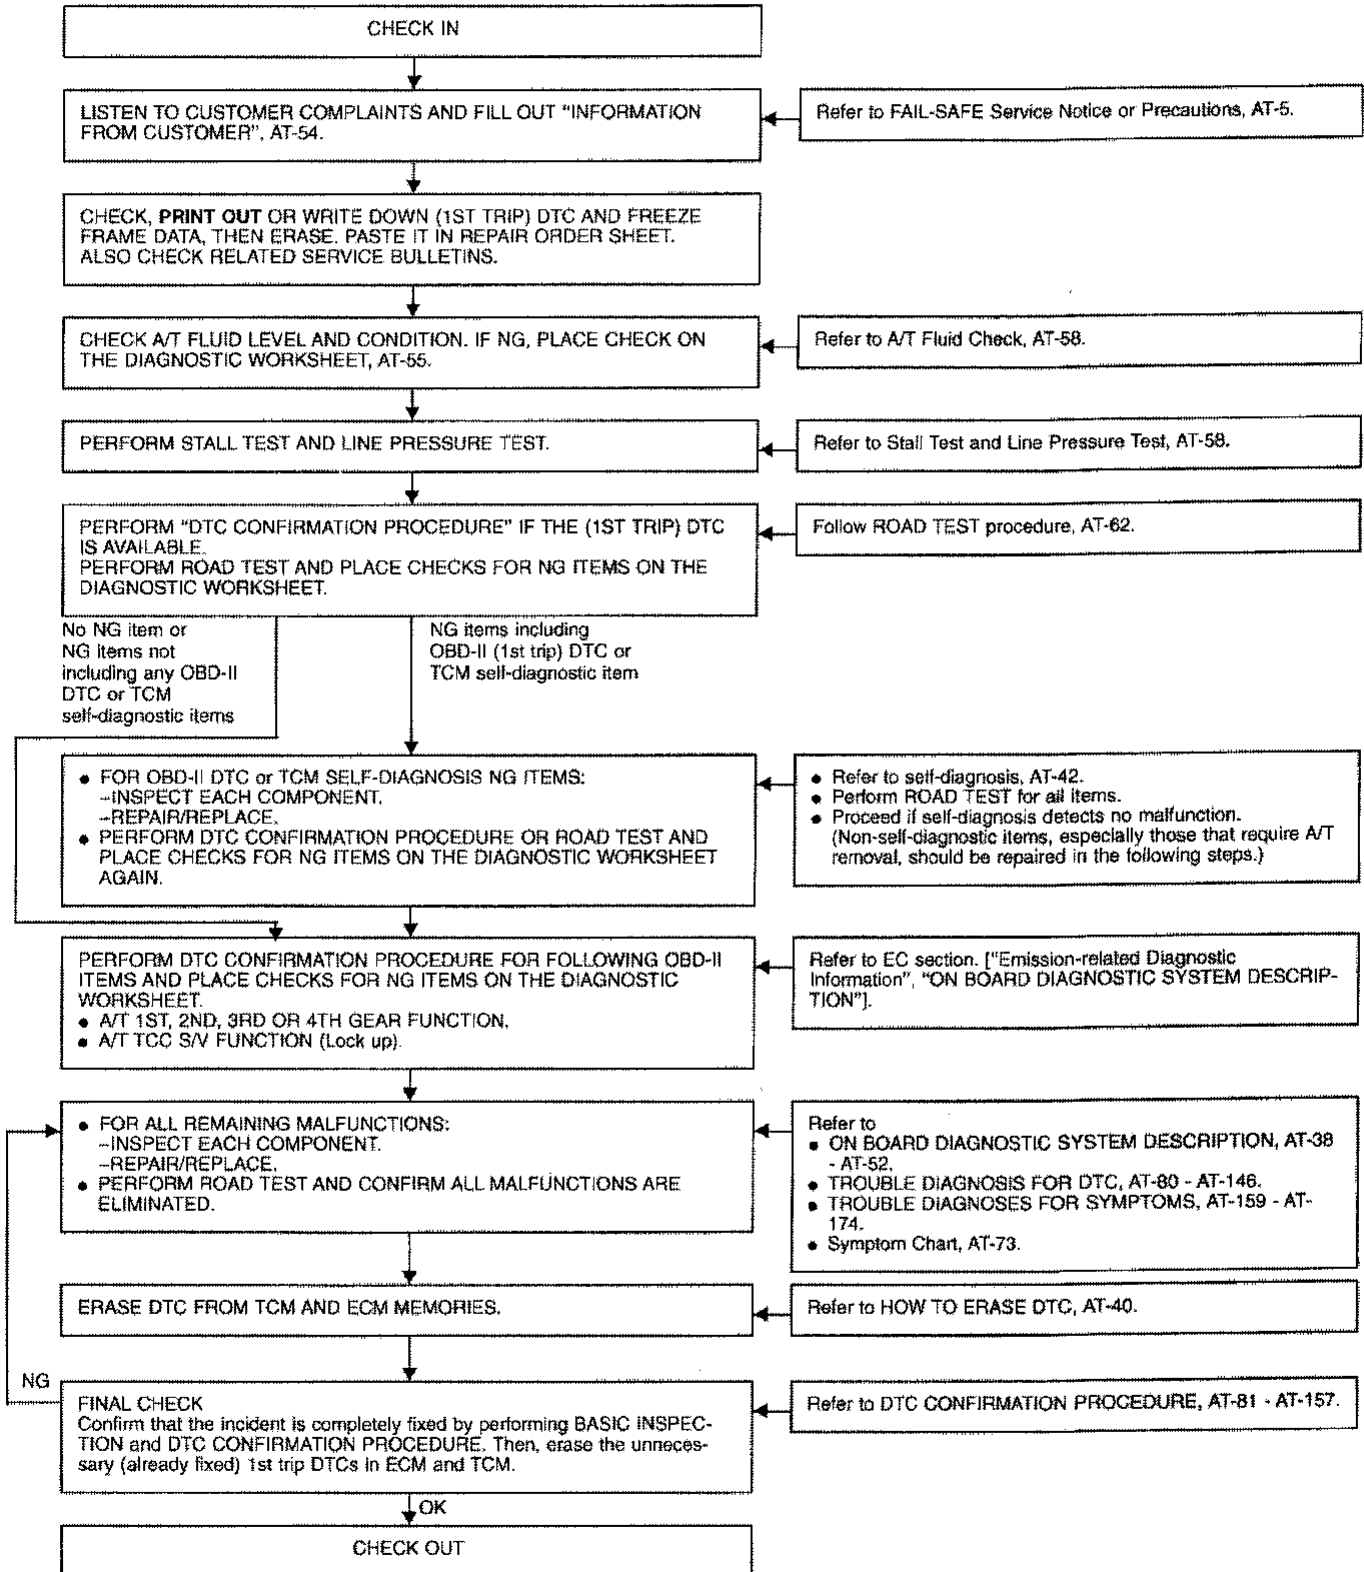 CHECK IN
LISTEN TO CUSTOMER COMPLAINTS AND FILL OUT “INFORMATION
FROM CUSTOMER”, AT-54.
Refer to FAIL-SAFE Service Notice or Precautions, AT-5.
CHECK, PRINT OUT OR WRITE DOWN (1ST TRIP) DTC AND FREEZE
FRAME DATA, THEN ERASE. PASTE IT IN REPAIR ORDER SHEET.
ALSO CHECK RELATED SERVICE BULLETINS.
CHECK A/T FLUID LEVEL AND CONDITION. IF NG, PLACE CHECK ON
THE DIAGNOSTIC WORKSHEET, AT-55.
Refer to A/T Fluid Check, AT-58.
PERFORM STALL TEST AND LINE PRESSURE TEST.
Refer to Stall Test and Line Pressure Test, AT-58.
PERFORM “DTC CONFIRMATION PROCEDURE” IF THE (1ST TRIP) DTC
IS AVAILABLE.
PERFORM ROAD TEST AND PLACE CHECKS FOR NG ITEMS ON THE
DIAGNOSTIC WORKSHEET.
Follow ROAD TEST procedure, AT-62.
No NG item or
NG items not
including any OBD-II
DTC or TCM
self-diagnostic items
NG items including
OBD-II (1st trip) DTC or
TCM self-diagnostic item
● FOR OBD-II DTC or TCM SELF-DIAGNOSIS NG ITEMS:
–INSPECT EACH COMPONENT.
–REPAIR/REPLACE.
● PERFORM DTC CONFIRMATION PROCEDURE OR ROAD TEST AND
PLACE CHECKS FOR NG ITEMS ON THE DIAGNOSTIC WORKSHEET
AGAIN.
● Refer to self-diagnosis, AT-42.
● Perform ROAD TEST for all items.
● Proceed if self-diagnosis detects no malfunction.
(Non-self-diagnostic items, especially those that require A/T
removal, should be repaired in the following steps.)
PERFORM DTC CONFIRMATION PROCEDURE FOR FOLLOWING OBD-II
ITEMS AND PLACE CHECKS FOR NG ITEMS ON THE DIAGNOSTIC
WORKSHEET.
● A/T 1ST, 2ND, 3RD OR 4TH GEAR FUNCTION,
● A/T TCC S/V FUNCTION (Lock up).
Refer to EC section. ["Emission-related Diagnostic
Information", "ON BOARD DIAGNOSTIC SYSTEM DESCRIP-
TION"].
● FOR ALL REMAINING MALFUNCTIONS:
–INSPECT EACH COMPONENT.
–REPAIR/REPLACE.
● PERFORM ROAD TEST AND CONFIRM ALL MALFUNCTIONS ARE
ELIMINATED.
Refer to
● ON BOARD DIAGNOSTIC SYSTEM DESCRIPTION, AT-38
- AT-52.
● TROUBLE DIAGNOSIS FOR DTC, AT-80 - AT-146.
● TROUBLE DIAGNOSES FOR SYMPTOMS, AT-159 - AT-
174.
● Symptom Chart, AT-73.
ERASE DTC FROM TCM AND ECM MEMORIES.
Refer to HOW TO ERASE DTC, AT-40.
NG
FINAL CHECK
Confirm that the incident is completely fixed by performing BASIC INSPEC-
TION and DTC CONFIRMATION PROCEDURE. Then, erase the unneces-
sary (already fixed) 1st trip DTCs in ECM and TCM.
Refer to DTC CONFIRMATION PROCEDURE, AT-81 - AT-157.
OK
CHECK OUT